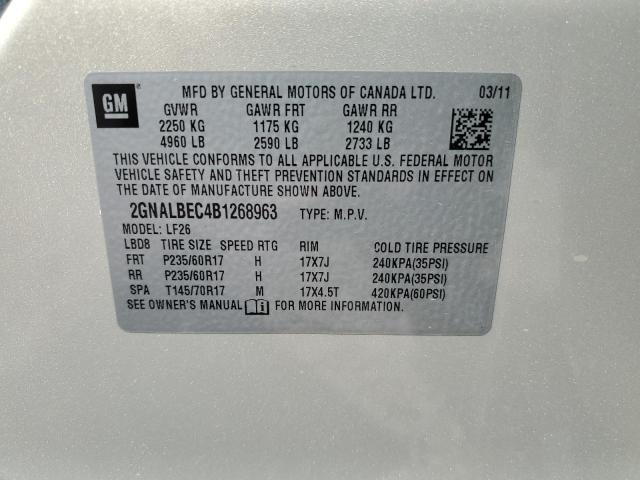 GM
MFD BY GENERAL MOTORS OF CANADA LTD. 03/11
GVWR GAWR FRT GAWR RR
2250 KG 1175 KG 1240 KG
4960 LB 2590 LB 2733 LB
THIS VEHICLE CONFORMS TO ALL APPLICABLE U.S. FEDERAL MOTOR
VEHICLE SAFETY AND THEFT PREVENTION STANDARDS IN EFFECT ON
THE DATE OF MANUFACTURE SHOWN ABOVE.
2GNALBEC4B1268963 TYPE: M.P.V.
MODEL: LF26
LBD8 TIRE SIZE SPEED RTG RIM COLD TIRE PRESSURE
FRT P235/60R17 H 17X7J 240KPA(35PSI)
RR P235/60R17 H 17X7J 240KPA(35PSI)
SPA T145/70R17 M 17X4.5T 420KPA(60PSI)
SEE OWNER'S MANUAL FOR MORE INFORMATION.